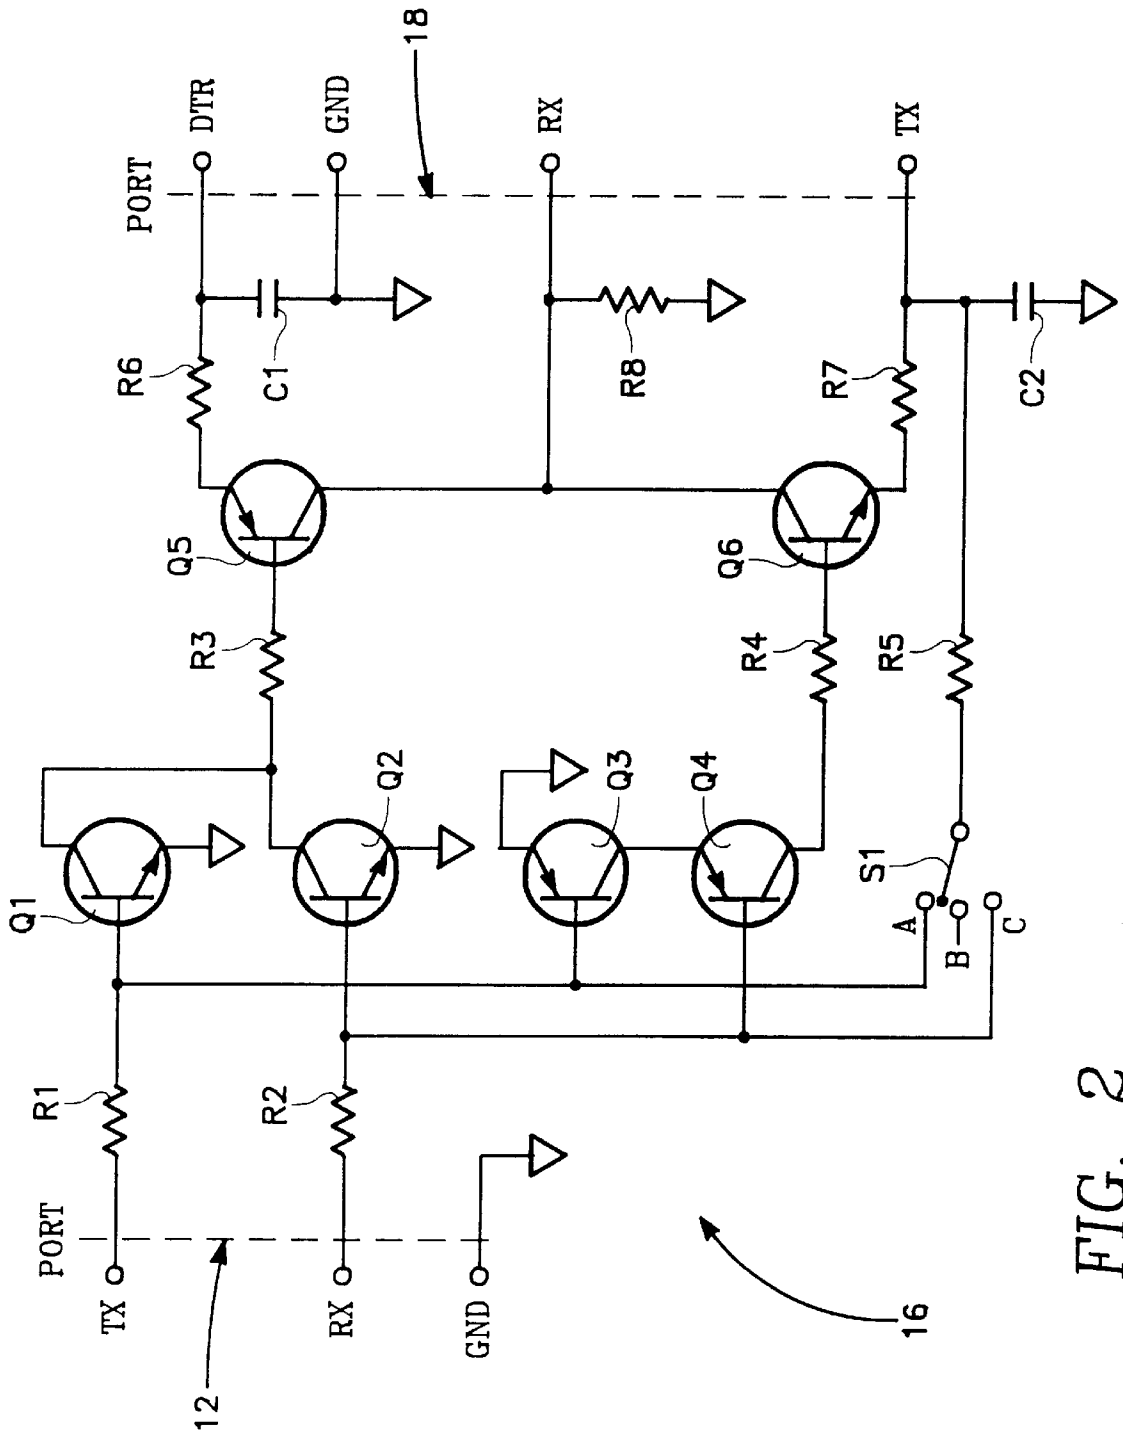 PORT
12
TX
RX
GND
R1
R2
Q1
Q2
Q3
Q4
A
B
C
S1
R3
R4
R5
Q5
Q6
R6
C1
R8
R7
C2
PORT
DTR
GND
RX
TX
18
16
FIG. 2